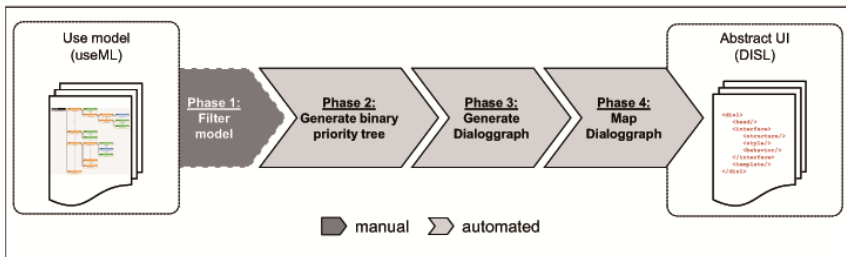 Use model
(useML)
Phase 1:
Filter
model
Phase 2:
Generate binary
priority tree
Phase 3:
Generate
Dialoggraph
Phase 4:
Map
Dialoggraph
Abstract UI
(DISL)
<disl>
<head/>
<interface>
<structure/>
<style/>
<behavior/>
</interface>
<template/>
</disl>
manual
automated